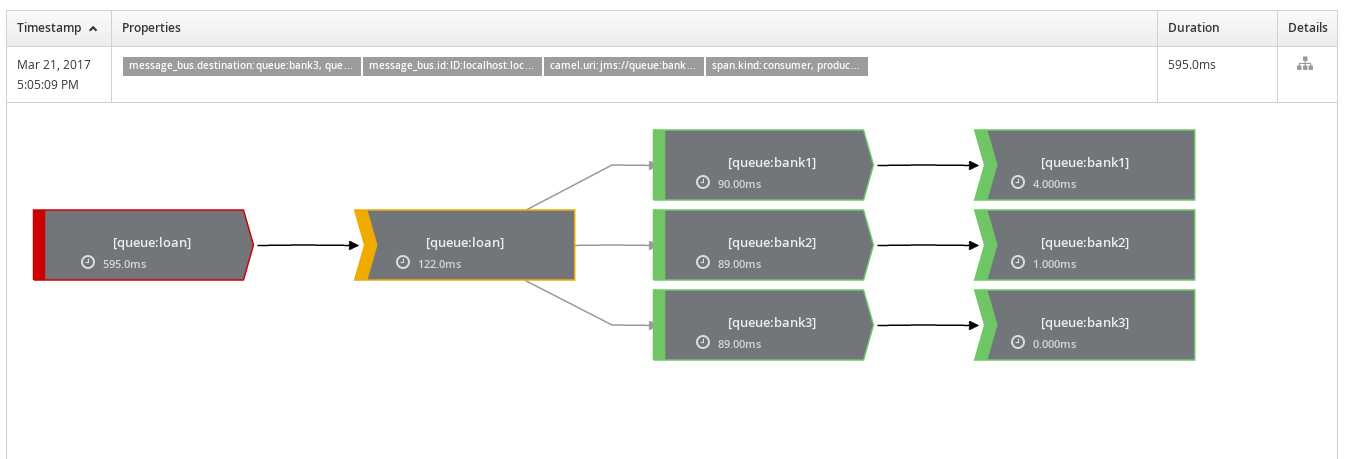 Timestamp Properties Duration Details
Mar 21, 2017
5:05:09 PM
message_bus.destination:queue:bank3, que... message_bus.id:ID:localhost.loc... camel.uri:jms://queue:bank... span.kind:consumer, produc... 595.0ms
[queue:bank1] [queue:bank1]
90.00ms 4.000ms
[queue:loan] [queue:loan] [queue:bank2] [queue:bank2]
595.0ms 122.0ms 89.00ms 1.000ms
[queue:bank3] [queue:bank3]
89.00ms 0.000ms